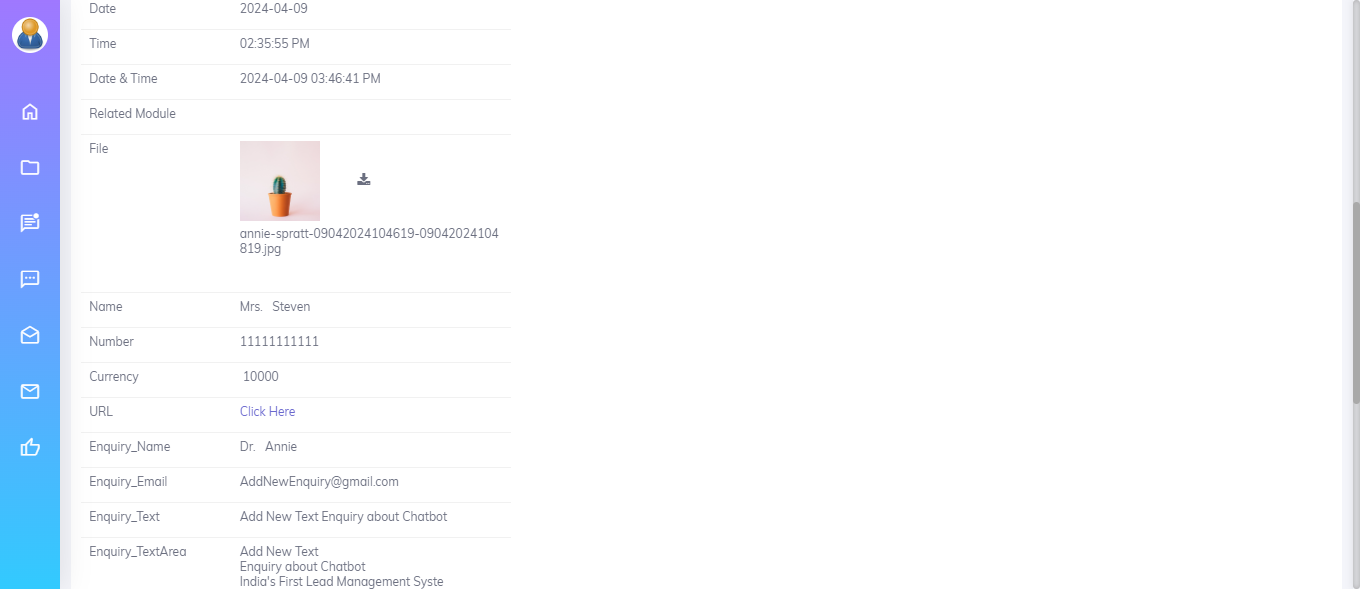 Date 2024-04-09
Time 02:35:55 PM
Date & Time 2024-04-09 03:46:41 PM
Related Module
File
annie-spratt-09042024104619-09042024104
819.jpg
Name Mrs. Steven
Number 11111111111
Currency 10000
URL Click Here
Enquiry_Name Dr. Annie
Enquiry_Email AddNewEnquiry@gmail.com
Enquiry_Text Add New Text Enquiry about Chatbot
Enquiry_TextArea Add New Text
Enquiry about Chatbot
India's First Lead Management Syste